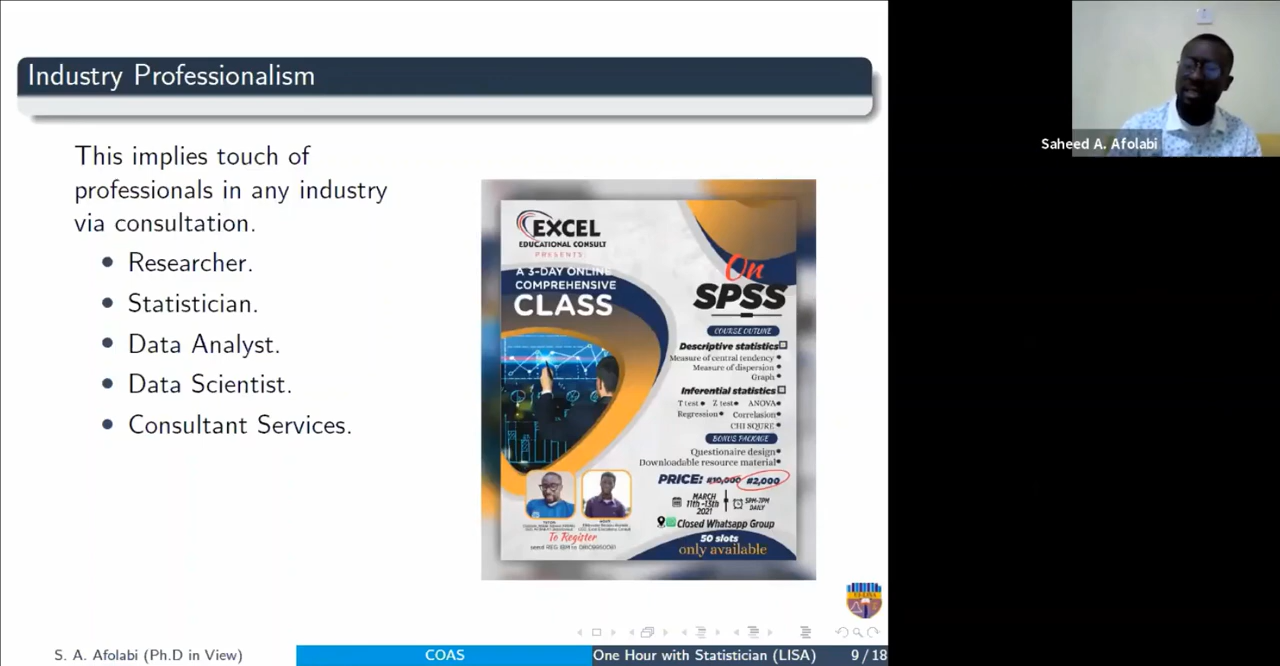 Industry Professionalism
This implies touch of
professionals in any industry
via consultation.
Researcher.
Statistician.
Data Analyst.
Data Scientist.
Consultant Services.
EXCEL
EDUCATIONAL CONSULT
PRESENTS:
A 3-DAY ONLINE
COMPREHENSIVE
CLASS
On
SPSS
COURSE OUTLINE
Descriptive statistics
Measure of central tendency
Measure of dispersion
Graph
Inferential statistics
T test Z test ANOVA
Regression Correlasion
CHI SQURE
BONUS PACKAGE
Questionaire design
Downloadable resource material
PRICE: #10,000 #2,000
MARCH
11th -13th
2021
5PM-7PM
DAILY
Closed Whatsapp Group
50 slots
only available
To Register
Saheed A. Afolabi
S. A. Afolabi (Ph.D in View)
COAS
One Hour with Statistician (LISA)
9 / 18